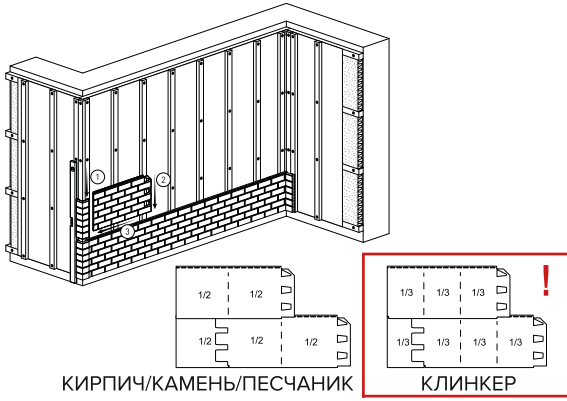 1
2
3
1/2 1/2
1/2 1/2 1/2
1/3 1/3 1/3
1/3 1/3 1/3 1/3
!
КИРПИЧ/КАМЕНЬ/ПЕСЧАНИК
КЛИНКЕР